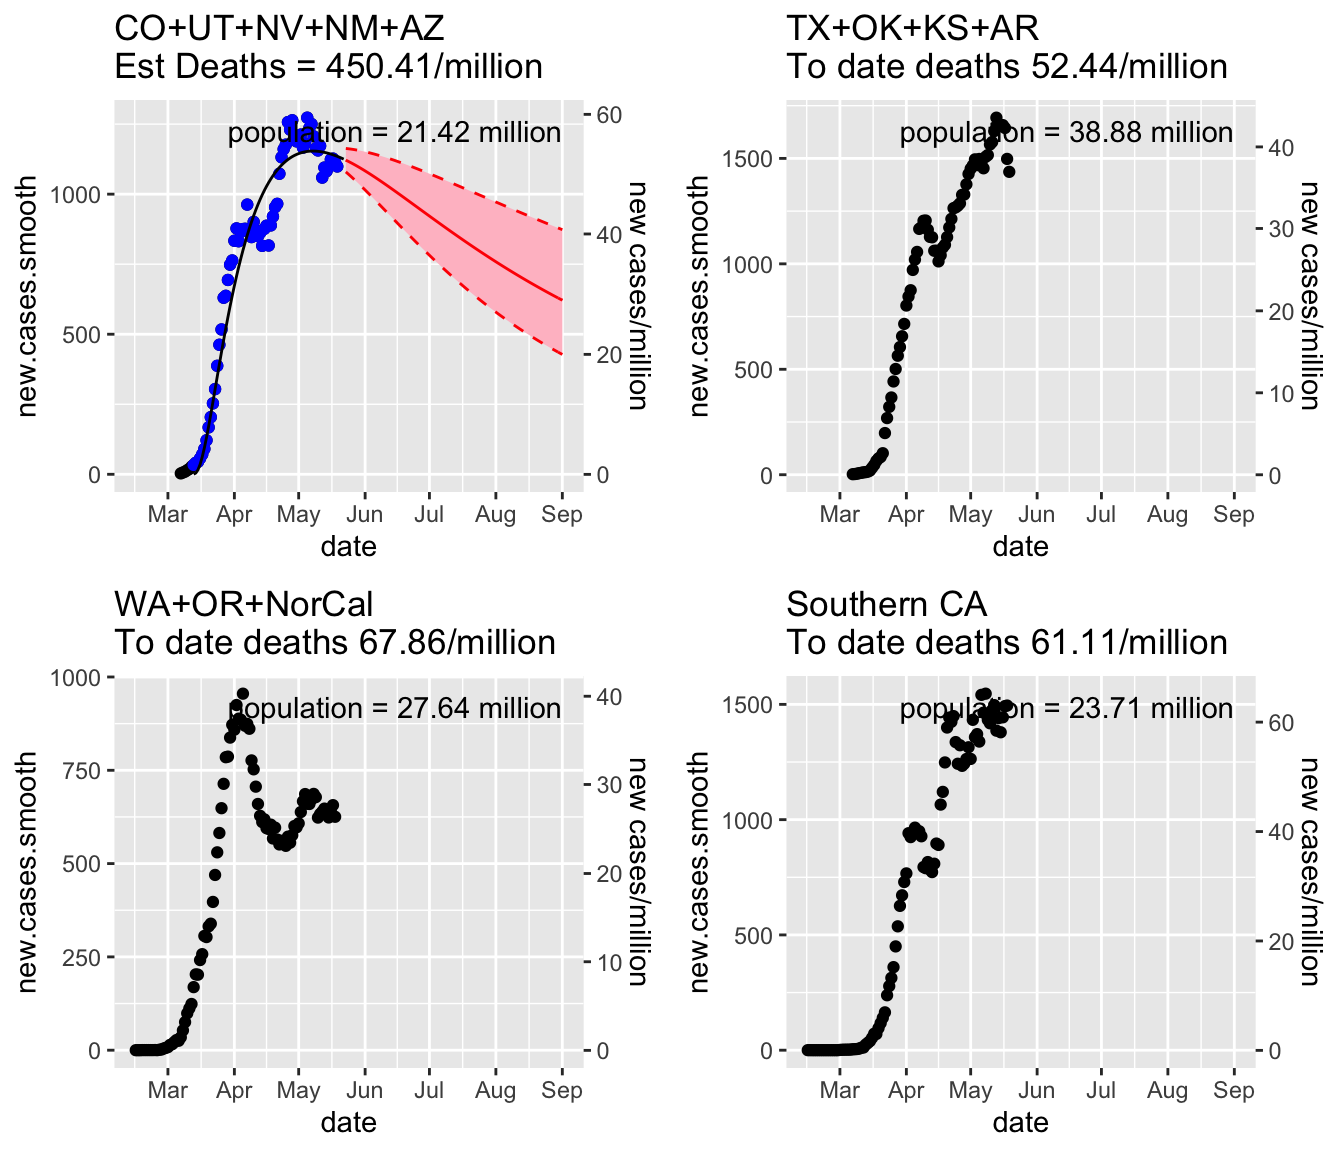 CO+UT+NV+NM+AZ
Est Deaths = 450.41/million
population = 21.42 million
new.cases.smooth
1000
500
0
60
40
20
0
new cases/million
Mar Apr May Jun Jul Aug Sep
date
TX+OK+KS+AR
To date deaths 52.44/million
population = 38.88 million
new.cases.smooth
1500
1000
500
0
40
30
20
10
0
new cases/million
Mar Apr May Jun Jul Aug Sep
date
WA+OR+NorCal
To date deaths 67.86/million
population = 27.64 million
new.cases.smooth
1000
750
500
250
0
40
30
20
10
0
new cases/million
Mar Apr May Jun Jul Aug Sep
date
Southern CA
To date deaths 61.11/million
population = 23.71 million
new.cases.smooth
1500
1000
500
0
60
40
20
0
new cases/million
Mar Apr May Jun Jul Aug Sep
date